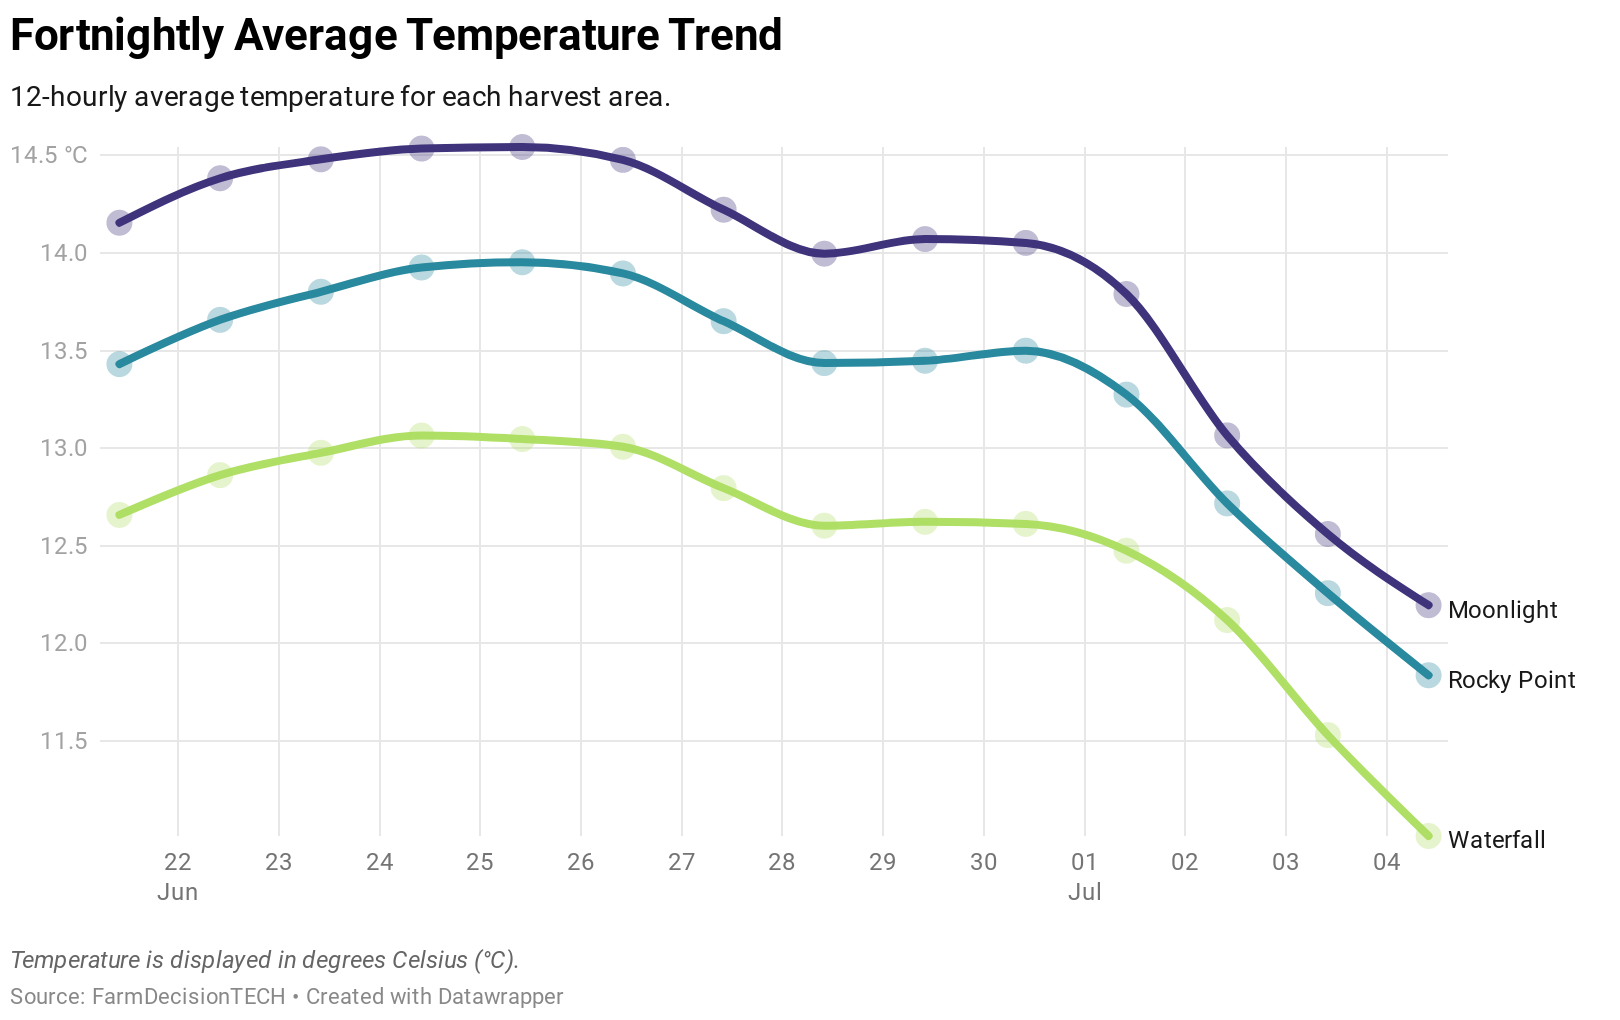 Fortnightly Average Temperature Trend
12-hourly average temperature for each harvest area.
14.5 °C
14.0
13.5
13.0
12.5
12.0
11.5
Moonlight
Rocky Point
Waterfall
22 23 24 25 26 27 28 29 30 01 02 03 04
Jun Jul
Temperature is displayed in degrees Celsius (°C).
Source: FarmDecisionTECH • Created with Datawrapper